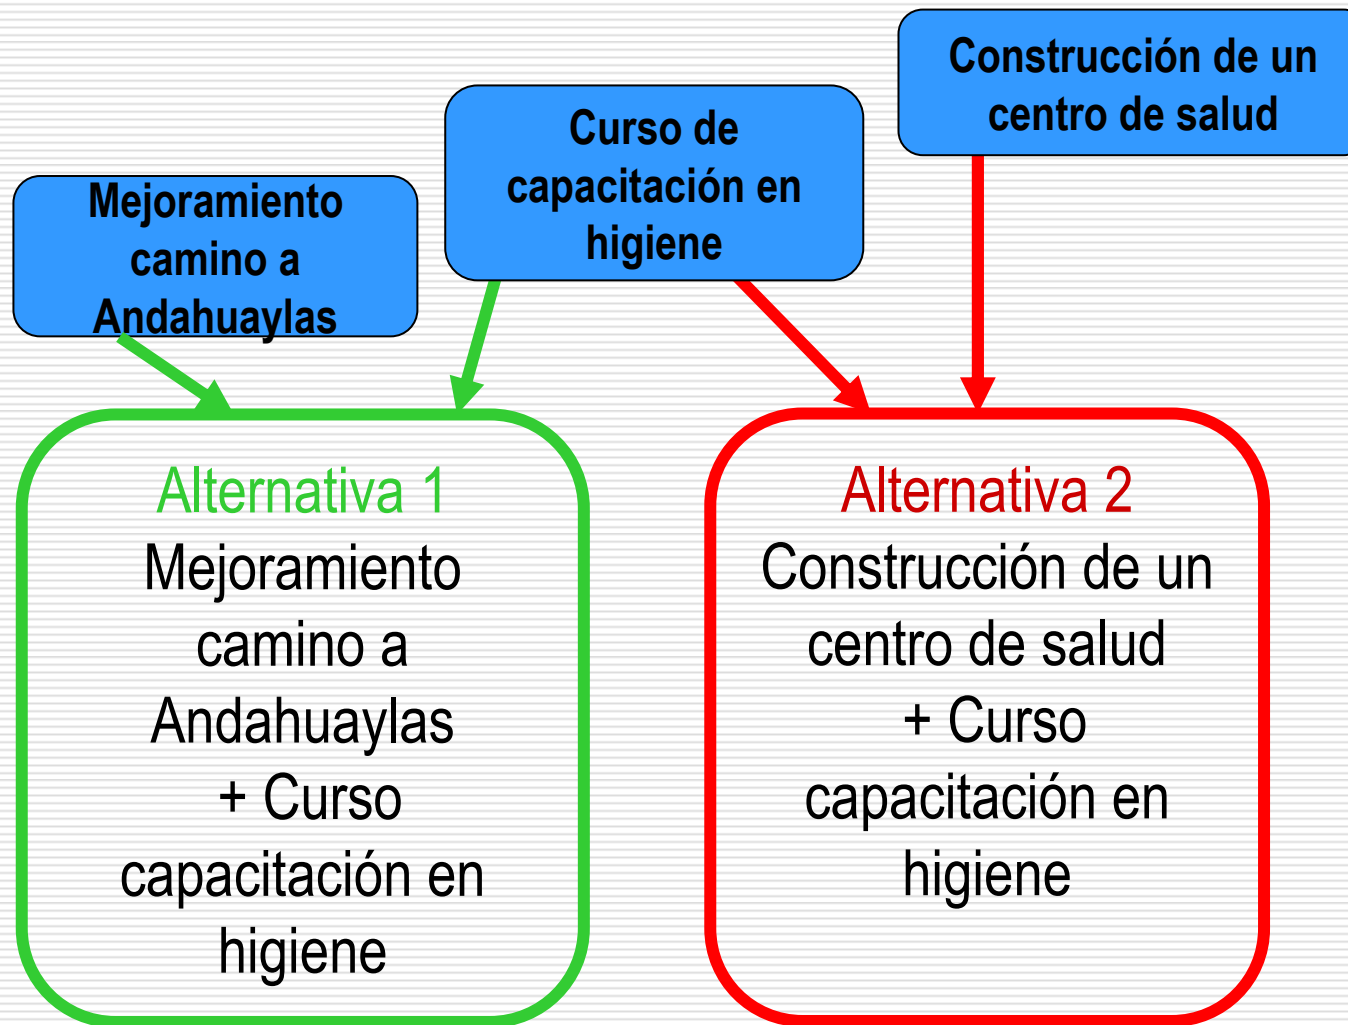 Construcción de un
centro de salud
Curso de
capacitación en
higiene
Mejoramiento
camino a
Andahuaylas
Alternativa 1
Mejoramiento
camino a
Andahuaylas
+ Curso
capacitación en
higiene
Alternativa 2
Construcción de un
centro de salud
+ Curso
capacitación en
higiene